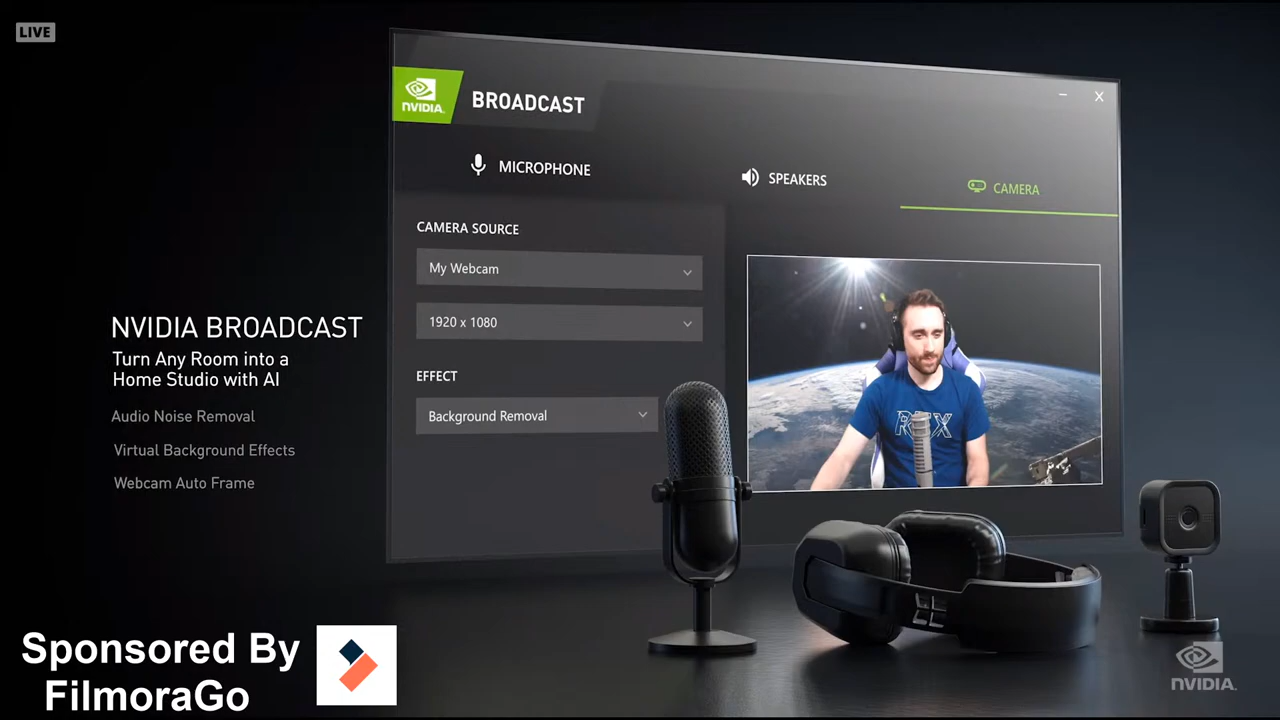 LIVE
NVIDIA
BROADCAST
MICROPHONE
SPEAKERS
CAMERA
CAMERA SOURCE
My Webcam
1920 x 1080
EFFECT
Background Removal
RTX
NVIDIA BROADCAST
Turn Any Room into a
Home Studio with AI
Audio Noise Removal
Virtual Background Effects
Webcam Auto Frame
Sponsored By
FilmoraGo
NVIDIA.